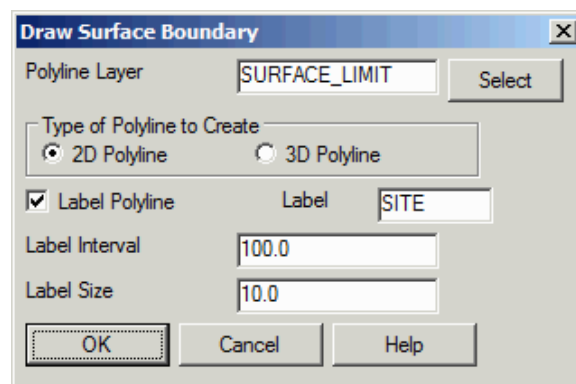 Draw Surface Boundary
Polyline Layer SURFACE_LIMIT Select
Type of Polyline to Create
2D Polyline 3D Polyline
Label Polyline Label SITE
Label Interval 100.0
Label Size 10.0
OK Cancel Help